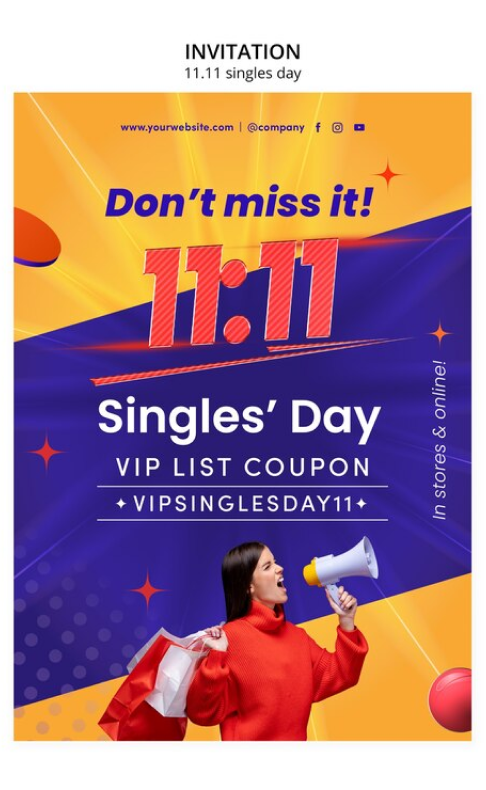 INVITATION
11.11 singles day
www.yourwebsite.com | @company
Don't miss it!
11:11
Singles' Day
VIP LIST COUPON
VIPSINGLESDAY11
In stores & online!